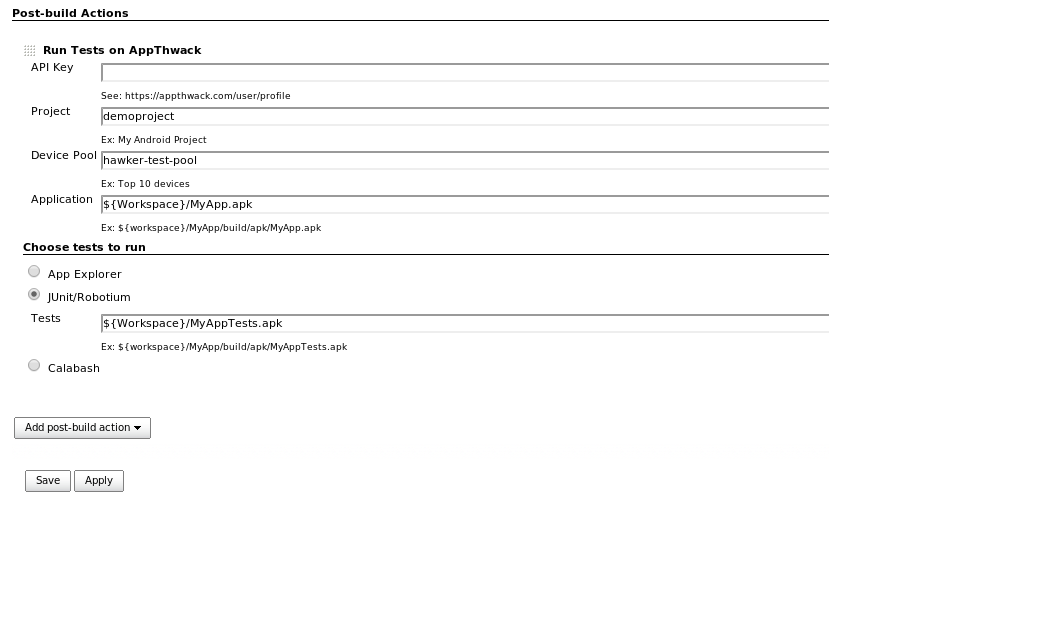 Post-build Actions
Run Tests on AppThwack
API Key
See: https://appthwack.com/user/profile
Project demoproject
Ex: My Android Project
Device Pool hawker-test-pool
Ex: Top 10 devices
Application ${Workspace}/MyApp.apk
Ex: ${workspace}/MyApp/build/apk/MyApp.apk
Choose tests to run
App Explorer
JUnit/Robotium
Tests ${Workspace}/MyAppTests.apk
Ex: ${workspace}/MyApp/build/apk/MyAppTests.apk
Calabash
Add post-build action
Save Apply